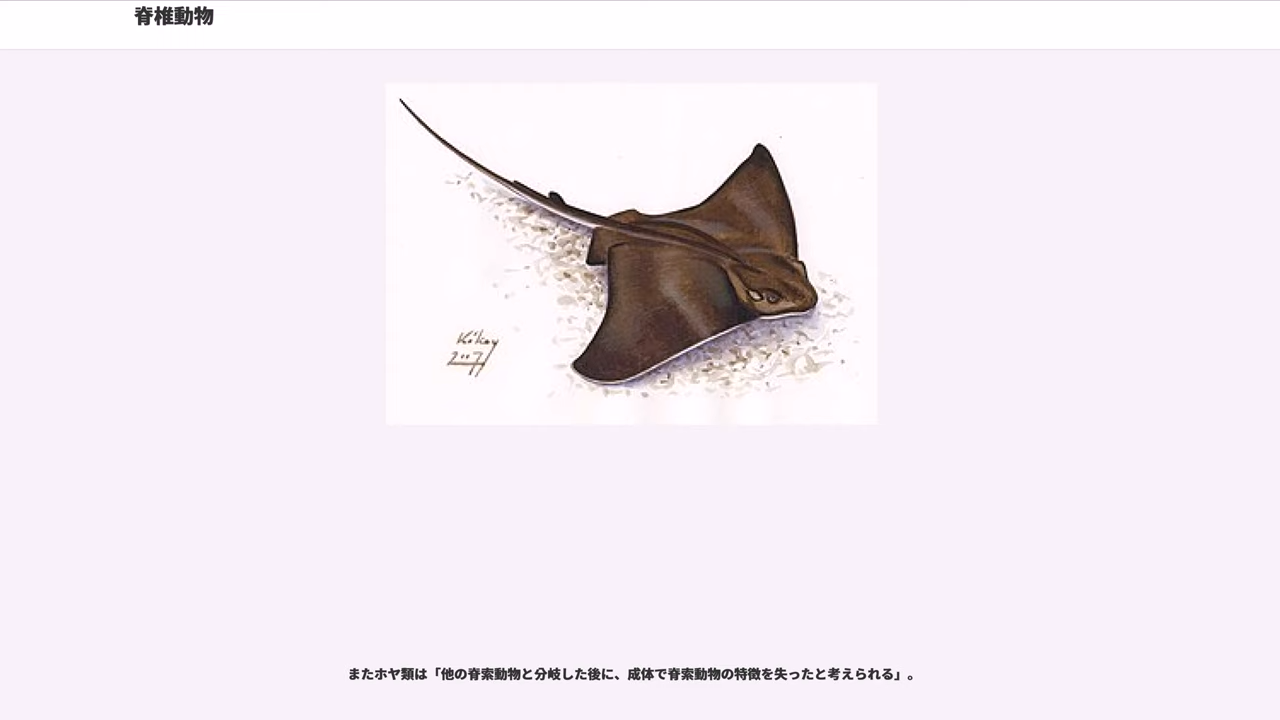 脊椎動物
2007
またホヤ類は「他の脊索動物と分岐した後に、成体で脊索動物の特徴を失ったと考えられる」。